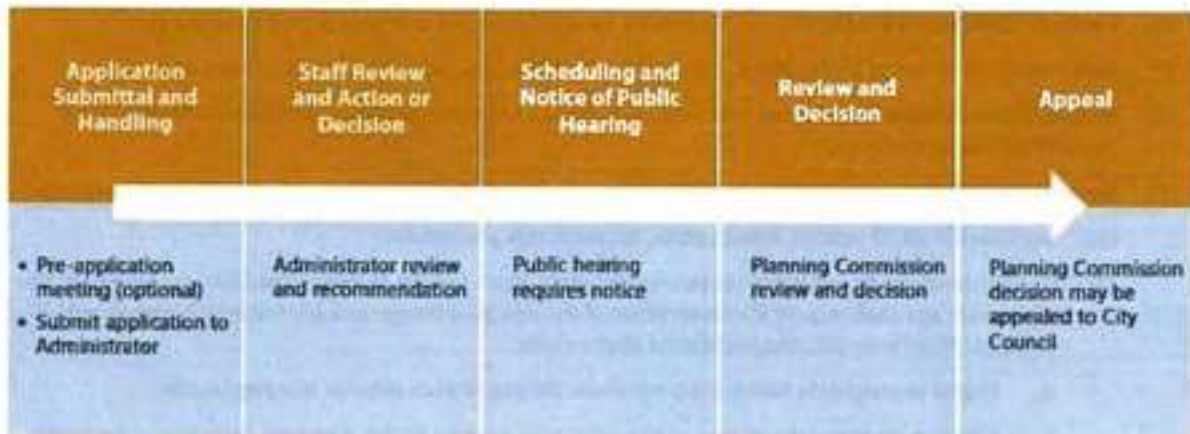 Application
Submittal and
Handling
Staff Review
and Action or
Decision
Scheduling and
Notice of Public
Hearing
Review and
Decision
Appeal
• Pre-application
meeting (optional)
• Submit application to
Administrator
Administrator review
and recommendation
Public hearing
requires notice
Planning Commission
review and decision
Planning Commission
decision may be
appealed to City
Council